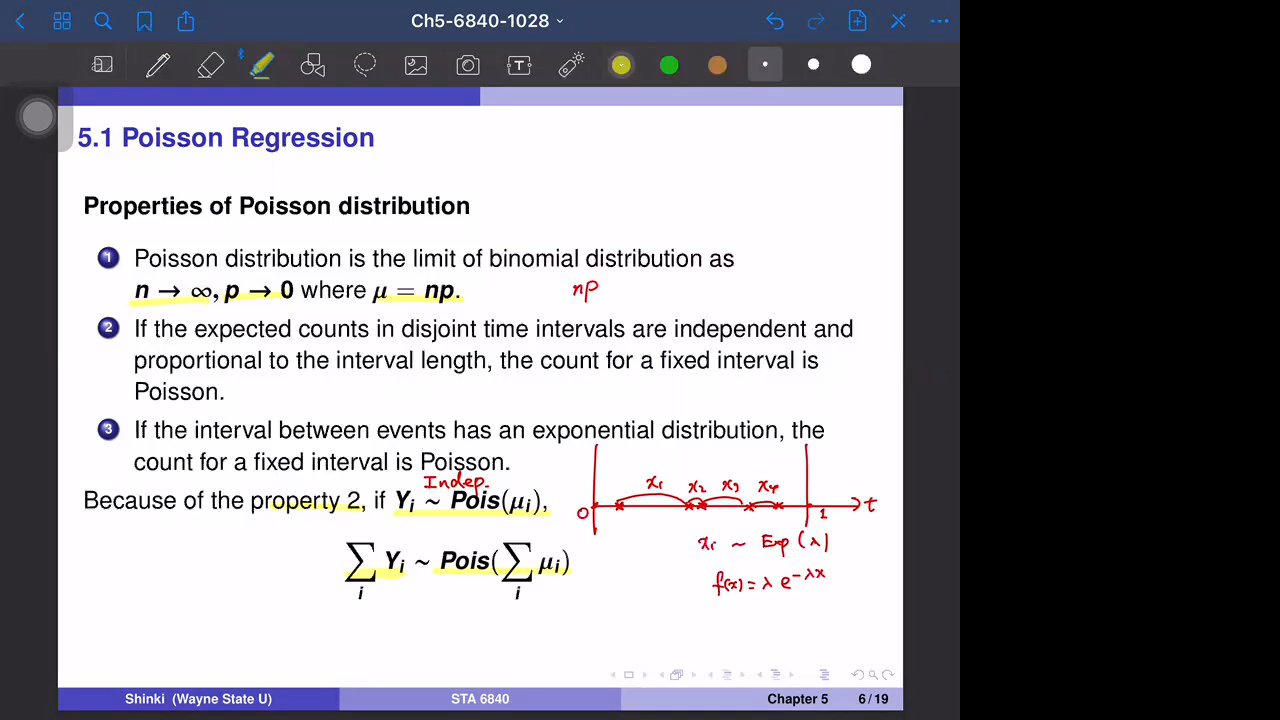 Ch5-6840-1028
T
5.1 Poisson Regression
Properties of Poisson distribution
1 Poisson distribution is the limit of binomial distribution as
n → ∞, p → 0 where μ = np.
np
2 If the expected counts in disjoint time intervals are independent and
proportional to the interval length, the count for a fixed interval is
Poisson.
3 If the interval between events has an exponential distribution, the
count for a fixed interval is Poisson.
Indep.
Because of the property 2, if Yᵢ ~ Pois(μᵢ),
x₁ x₂ x₃ x₄
0 1 t
x₁ ~ Exp(λ)
∑ᵢ Yᵢ ~ Pois(∑ᵢ μᵢ)
f(x) = λ e^-λx
Shinki (Wayne State U) STA 6840 Chapter 5 6 / 19